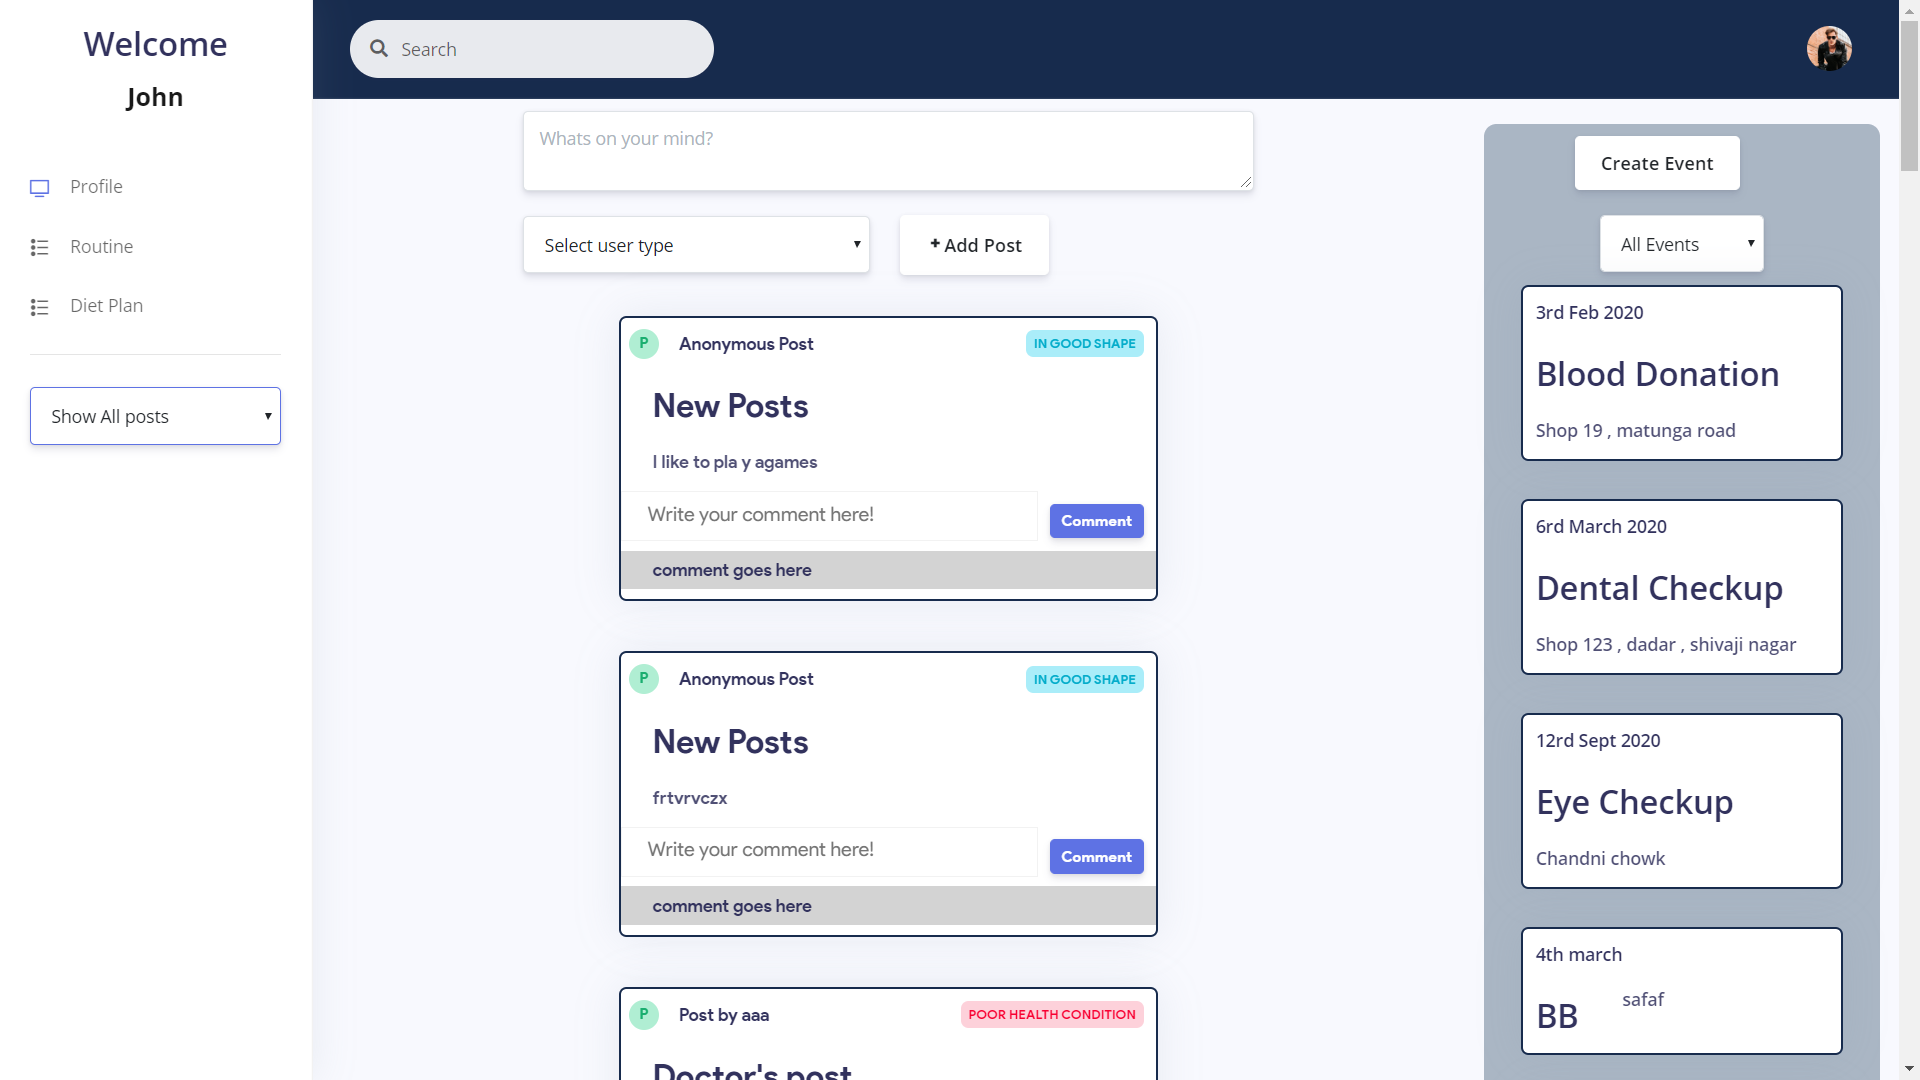 Welcome
John
Profile
Routine
Diet Plan
Show All posts
Search
Whats on your mind?
Select user type
+ Add Post
P Anonymous Post IN GOOD SHAPE
New Posts
I like to pla y agames
Write your comment here! Comment
comment goes here
P Anonymous Post IN GOOD SHAPE
New Posts
frtvrvczx
Write your comment here! Comment
comment goes here
P Post by aaa POOR HEALTH CONDITION
Doctor's post
Create Event
All Events
3rd Feb 2020
Blood Donation
Shop 19 , matunga road
6rd March 2020
Dental Checkup
Shop 123 , dadar , shivaji nagar
12rd Sept 2020
Eye Checkup
Chandni chowk
4th march
BB safaf